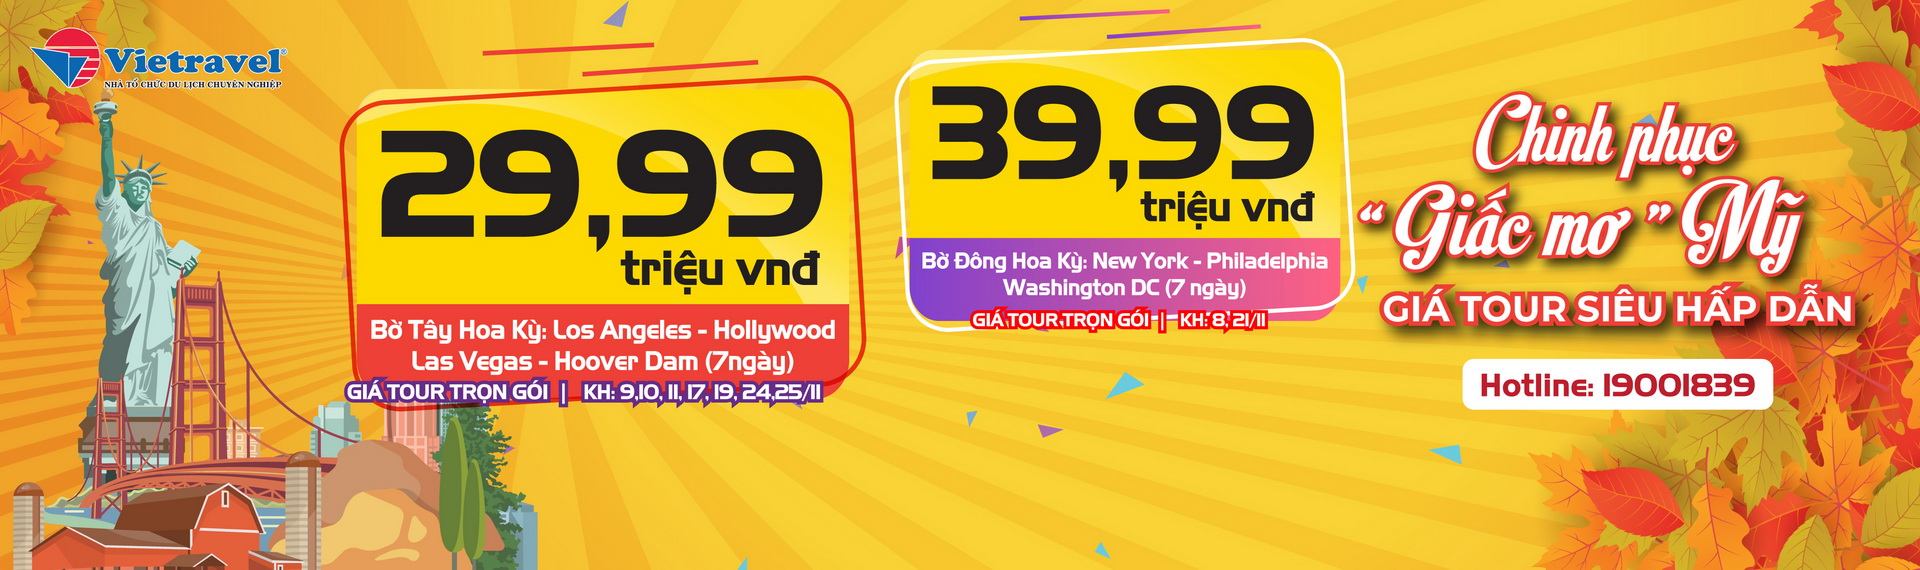 Vietravel®
NHÀ TỔ CHỨC DU LỊCH CHUYÊN NGHIỆP
29,99
triệu vnđ
Bờ Tây Hoa Kỳ: Los Angeles - Hollywood
Las Vegas - Hoover Dam (7ngày)
GIÁ TOUR TRỌN GÓI | KH: 9,10, 11, 17, 19, 24,25/11
39,99
triệu vnđ
Bờ Đông Hoa Kỳ: New York - Philadelphia
Washington DC (7 ngày)
GIÁ TOUR TRỌN GÓI | KH: 8, 21/11
Chinh phục
“ Giấc mơ ” Mỹ
GIÁ TOUR SIÊU HẤP DẪN
Hotline: 19001839